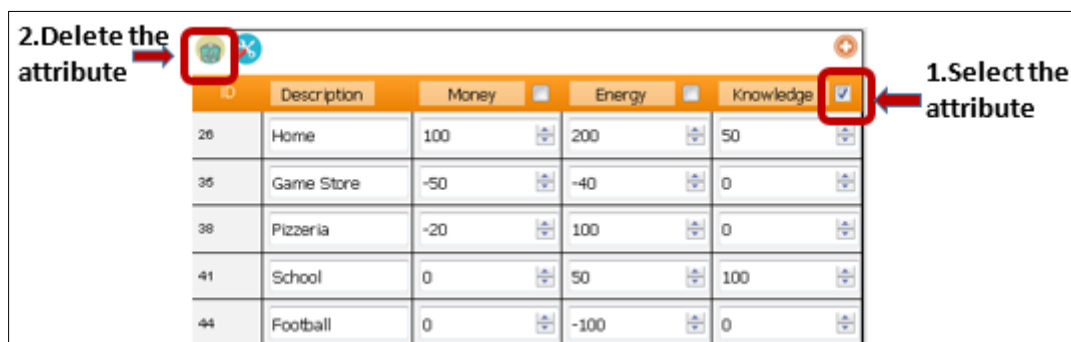 2.Delete the
attribute
1.Select the
attribute
ID Description Money Energy Knowledge
26 Home 100 200 50
35 Game Store -50 -40 0
38 Pizzeria -20 100 0
41 School 0 50 100
44 Football 0 -100 0